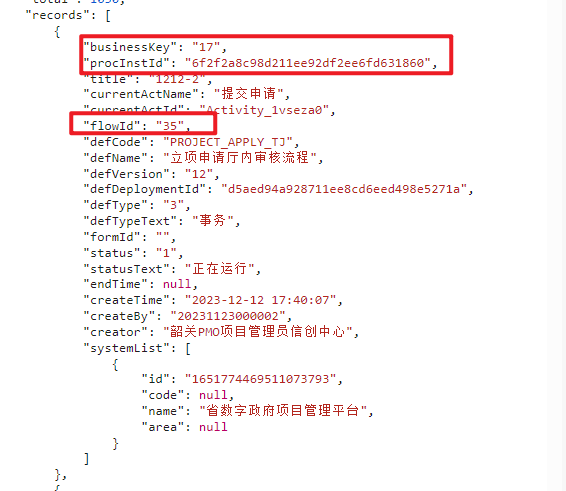 "records": [
{
"businessKey": "17",
"procInstId": "6f2f2a8c98d211ee92df2ee6fd631860",
"title": "1212-2",
"currentActName": "提交申请",
"currentActId": "Activity_1vseza0",
"flowId": "35",
"defCode": "PROJECT_APPLY_TJ",
"defName": "立项申请厅内审核流程",
"defVersion": "12",
"defDeploymentId": "d5aed94a928711ee8cd6eed498e5271a",
"defType": "3",
"defTypeText": "事务",
"formId": "",
"status": "1",
"statusText": "正在运行",
"endTime": null,
"createTime": "2023-12-12 17:40:07",
"createBy": "20231123000002",
"creator": "韶关PMO项目管理员信创中心",
"systemList": [
{
"id": "1651774469511073793",
"code": null,
"name": "省数字政府项目管理平台",
"area": null
}
]
},
{